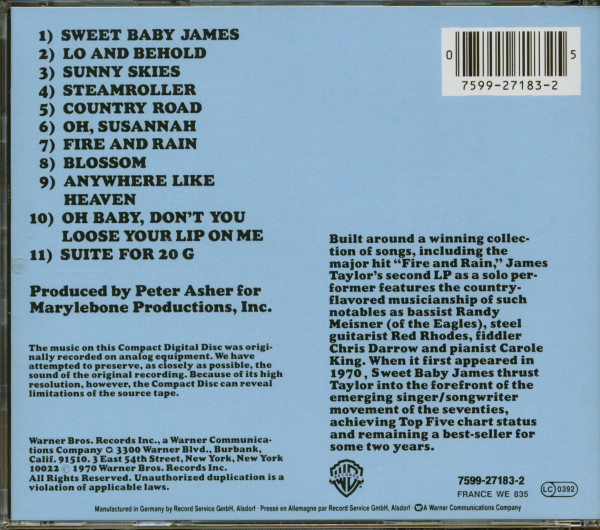 1) SWEET BABY JAMES
2) LO AND BEHOLD
3) SUNNY SKIES
4) STEAMROLLER
5) COUNTRY ROAD
6) OH, SUSANNAH
7) FIRE AND RAIN
8) BLOSSOM
9) ANYWHERE LIKE
HEAVEN
10) OH BABY, DON'T YOU
LOOSE YOUR LIP ON ME
11) SUITE FOR 20 G
Produced by Peter Asher for
Marylebone Productions, Inc.
The music on this Compact Digital Disc was origi-
nally recorded on analog equipment. We have
attempted to preserve, as closely as possible, the
sound of the original recording. Because of its high
resolution, however, the Compact Disc can reveal
limitations of the source tape.
Warner Bros. Records Inc., a Warner Communica-
tions Company 3300 Warner Blvd., Burbank,
Calif. 91510. 3 East 54th Street, New York, New York
10022 © 1970 Warner Bros. Records Inc.
All Rights Reserved. Unauthorized duplication is a
violation of applicable laws.
0 5
7599-27183-2
Built around a winning collec-
tion of songs, including the
major hit "Fire and Rain," James
Taylor's second LP as a solo per-
former features the country-
flavored musicianship of such
notables as bassist Randy
Meisner (of the Eagles), steel
guitarist Red Rhodes, fiddler
Chris Darrow and pianist Carole
King. When it first appeared in
1970, Sweet Baby James thrust
Taylor into the forefront of the
emerging singer/songwriter
movement of the seventies,
achieving Top Five chart status
and remaining a best-seller for
some two years.
7599-27183-2
FRANCE WE 835
LC 0392
Manufactured in Germany by Record Service GmbH, Alsdorf Pressé en Allemagne par Record Service GmbH, Alsdorf A Warner Communications Company